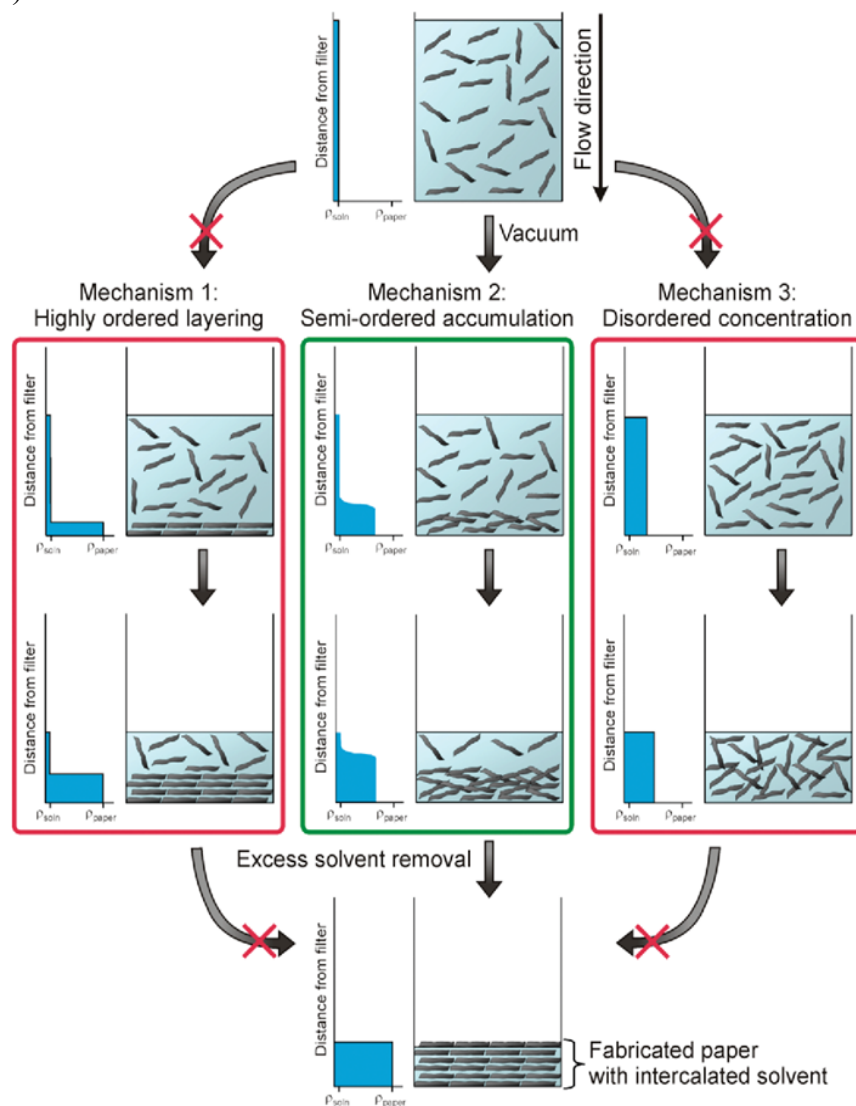 )
Distance from filter
ρsoln ρpaper
Flow direction
Vacuum
Mechanism 1:
Highly ordered layering
Mechanism 2:
Semi-ordered accumulation
Mechanism 3:
Disordered concentration
Distance from filter
ρsoln ρpaper
Distance from filter
ρsoln ρpaper
Distance from filter
ρsoln ρpaper
Distance from filter
ρsoln ρpaper
Distance from filter
ρsoln ρpaper
Distance from filter
ρsoln ρpaper
Excess solvent removal
Distance from filter
ρsoln ρpaper
Fabricated paper
with intercalated solvent